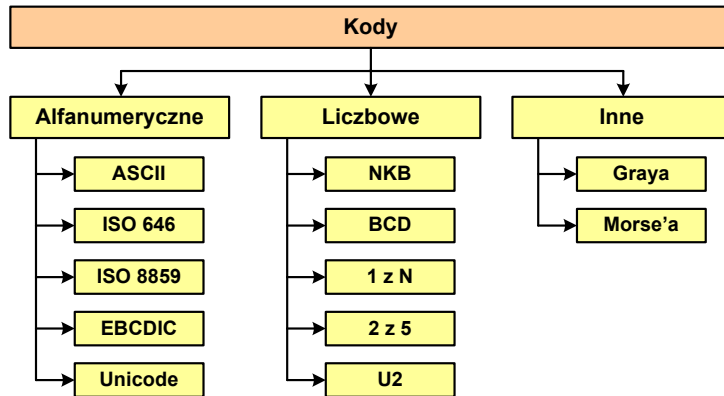 Kody
Alfanumeryczne
ASCII
ISO 646
ISO 8859
EBCDIC
Unicode
Liczbowe
NKB
BCD
1 z N
2 z 5
U2
Inne
Graya
Morse’a